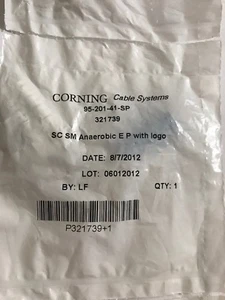 CORNING Cable Systems
95-201-41-SP
321739
SC SM Anaerobic E P with logo
DATE: 8/7/2012
LOT: 06012012
BY: LF QTY: 1
P321739+1